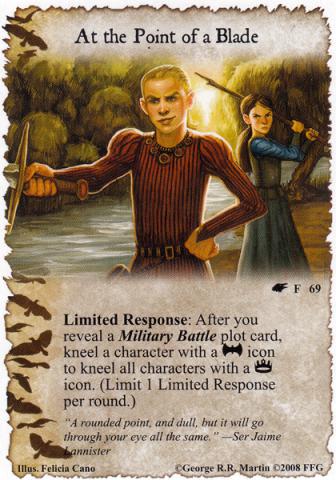 At the Point of a Blade
F 69
Limited Response: After you
reveal a Military Battle plot card,
kneel a character with a icon
to kneel all characters with a
icon. (Limit 1 Limited Response
per round.)
"A rounded point, and dull, but it will go
through your eye all the same." —Ser Jaime
Lannister
Illus. Felicia Cano ©George R.R. Martin ©2008 FFG